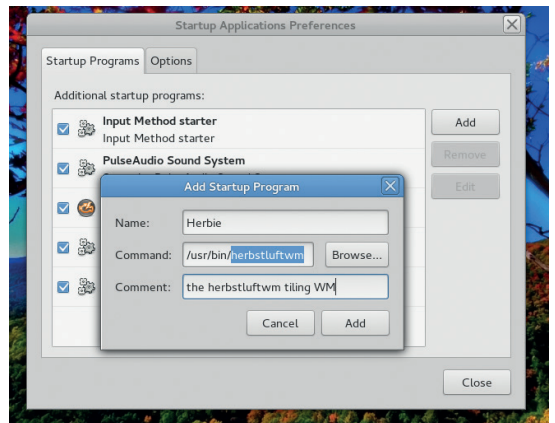 Startup Applications Preferences
Startup Programs Options
Additional startup programs:
Input Method starter
Input Method starter
Add
PulseAudio Sound System
Remove
Edit
Add Startup Program
Name: Herbie
Command: /usr/bin/herbstluftwm Browse...
Comment: the herbstluftwm tiling WM
Cancel Add
Close